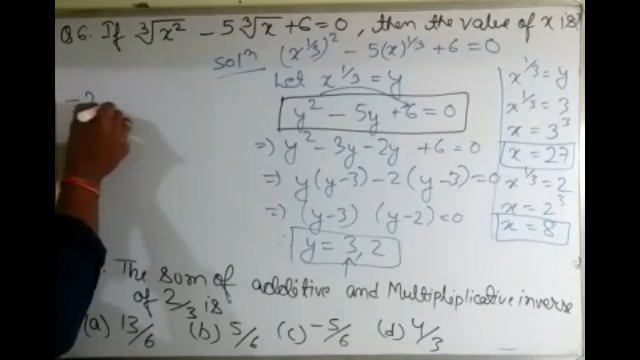 Q6. If ∛x² - 5∛x + 6 = 0, then the value of x is?
Solⁿ (x^1/3)² - 5(x)^1/3 + 6 = 0
Let x^1/3 = y
y² - 5y + 6 = 0
=) y² - 3y - 2y + 6 = 0
=) y(y-3) - 2(y-3) = 0
=) (y-3) (y-2) = 0
y = 3, 2
x^1/3 = y
x^1/3 = 3
x = 3³
x = 27
x^1/3 = 2
x = 2³
x = 8
The sum of additive and Multipliplicative inverse
of 2/3 is
(a) 13/6 (b) 5/6 (c) -5/6 (d) 4/3